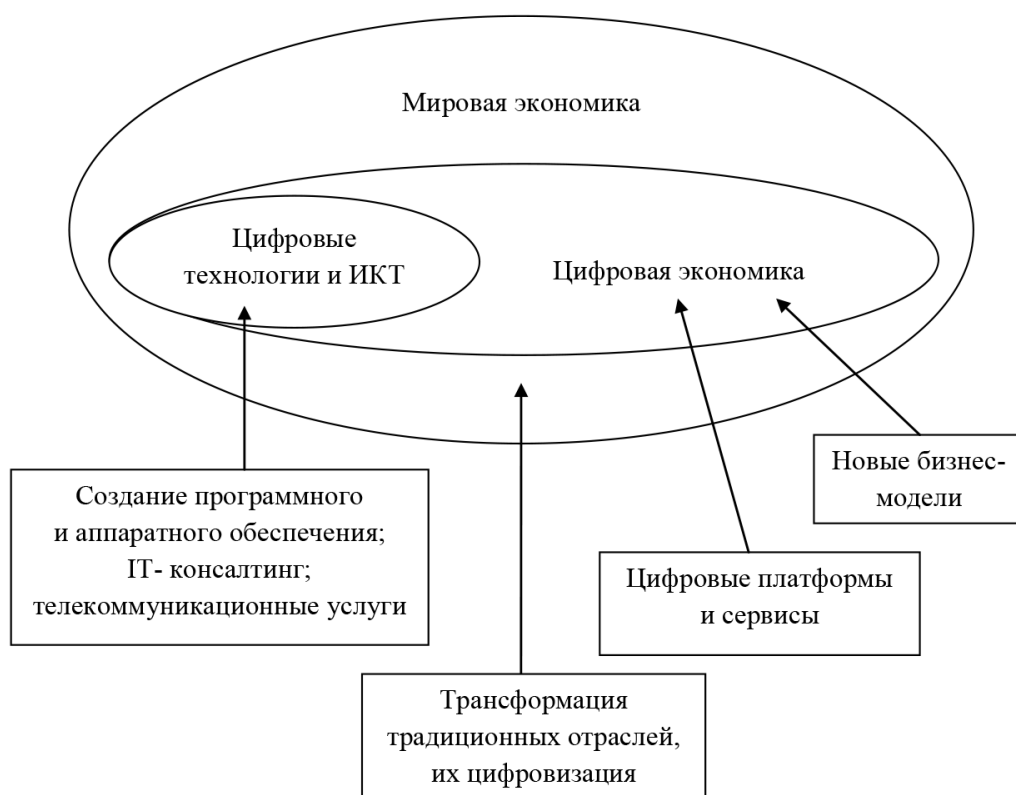 Мировая экономика
Цифровые
технологии и ИКТ
Цифровая экономика
Новые бизнес-
модели
Создание программного
и аппаратного обеспечения;
IT- консалтинг;
телекоммуникационные услуги
Цифровые платформы
и сервисы
Трансформация
традиционных отраслей,
их цифровизация